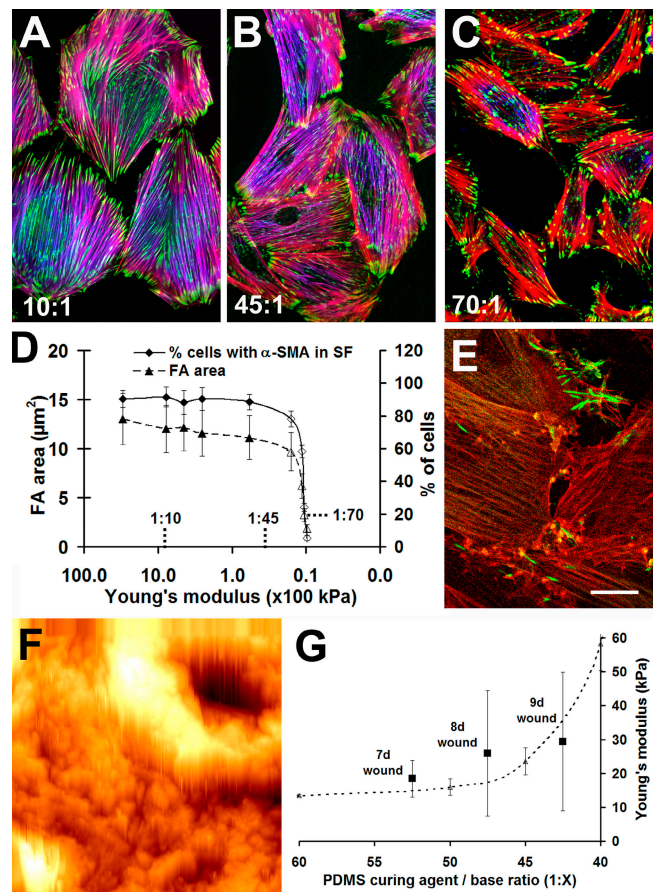 A
B
C
10:1
45:1
70:1
D
% cells with α-SMA in SF
FA area
20
15
10
5
0
FA area (µm²)
120
100
80
60
40
20
0
% of cells
1:10
1:45
1:70
100.0 10.0 1.0 0.1 0.0
Young's modulus (x100 kPa)
E
F
G
7d
wound
8d
wound
9d
wound
60
50
40
30
20
10
0
Young's modulus (kPa)
60 55 50 45 40
PDMS curing agent / base ratio (1:X)